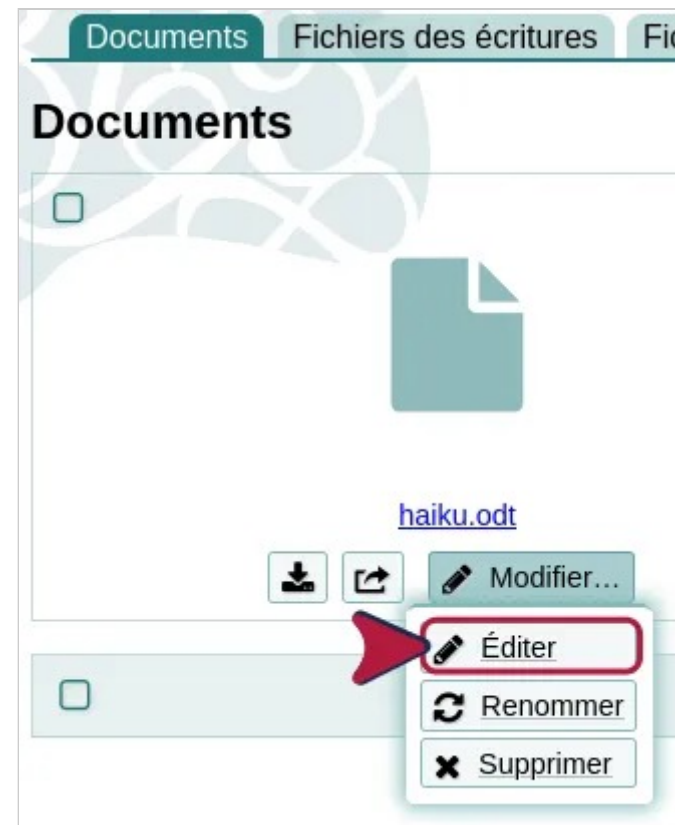 Documents Fichiers des écritures
Documents
haiku.odt
Modifier…
Éditer
Renommer
Supprimer